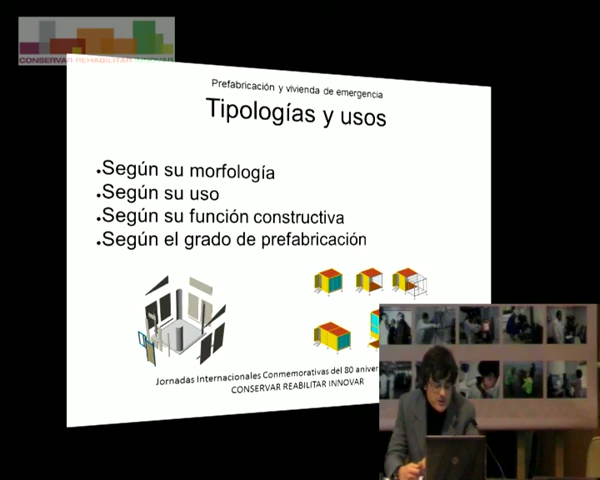 CONSERVAR REHABILITAR INNOVAR
Prefabricación y vivienda de emergencia
Tipologías y usos
•Según su morfología
•Según su uso
•Según su función constructiva
•Según el grado de prefabricación
Jornadas Internacionales Conmemorativas del 80 aniver
CONSERVAR REABILITAR INNOVAR